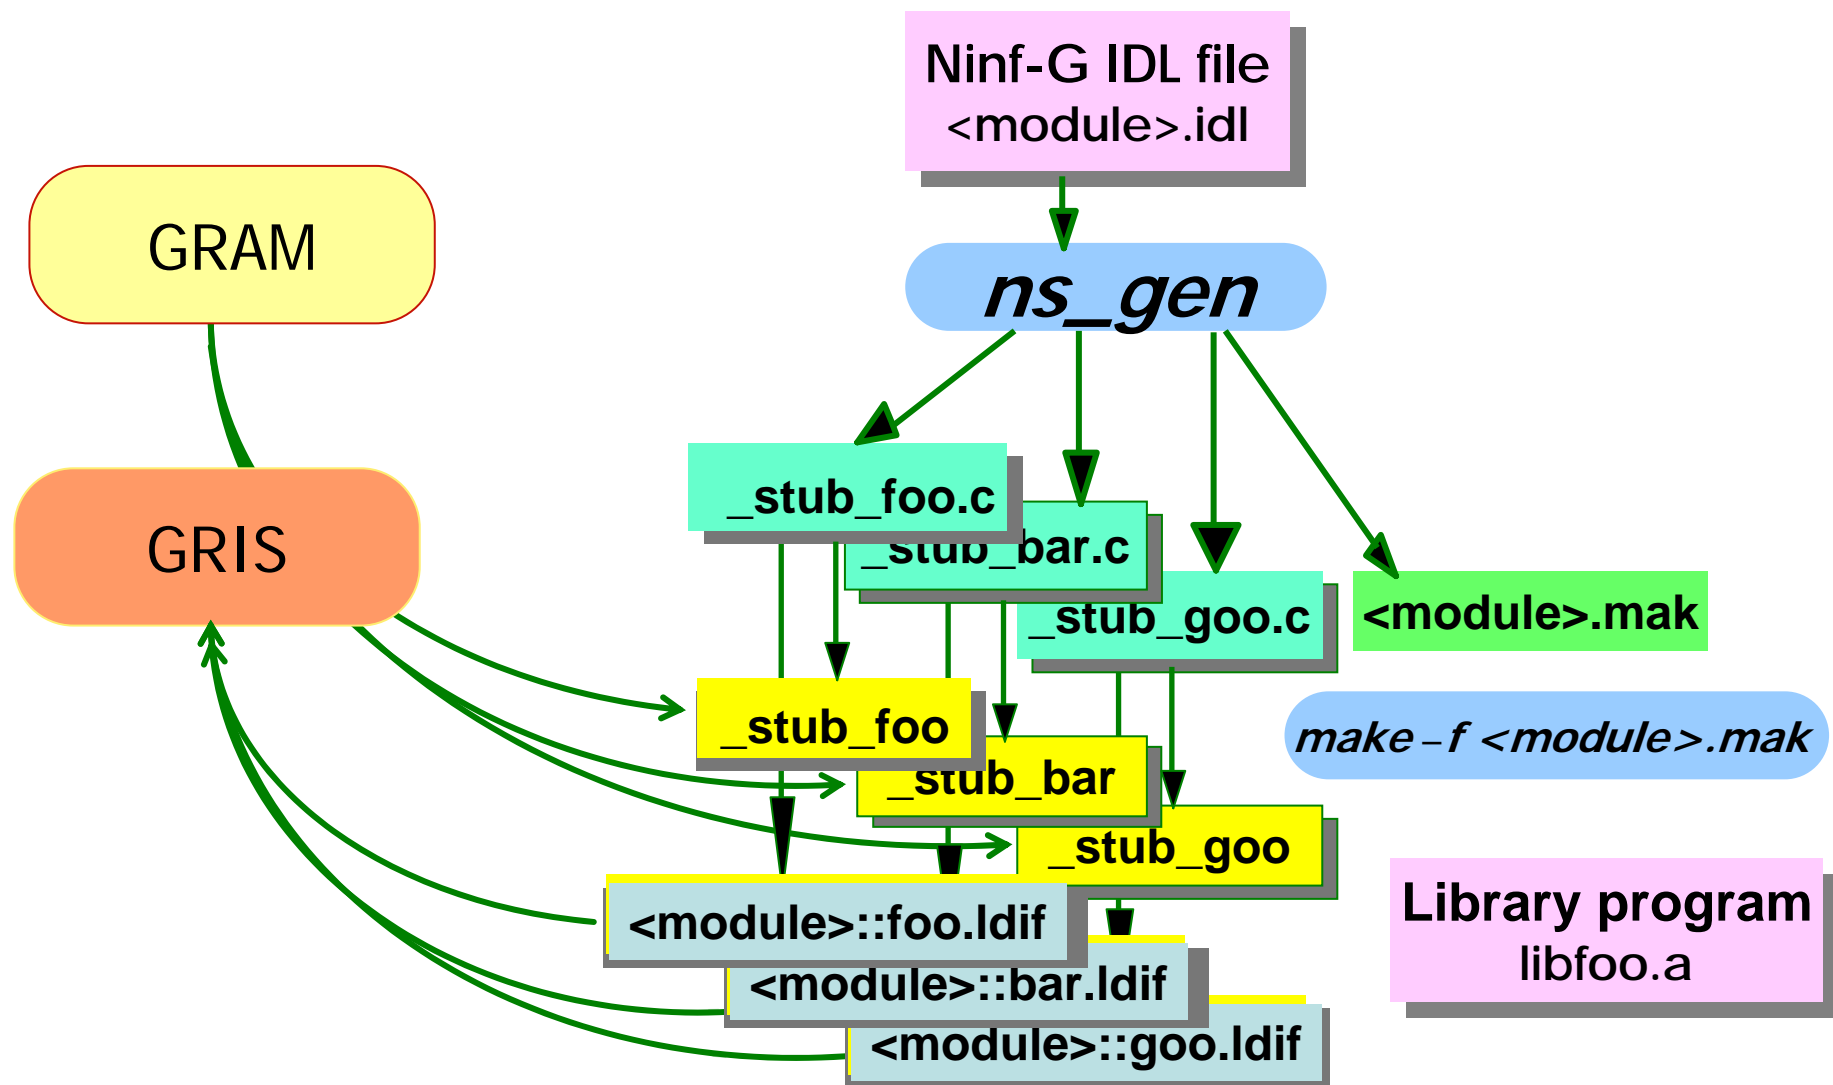 Ninf-G IDL file
<module>.idl
GRAM
ns_gen
_stub_foo.c
_stub_bar.c
GRIS
_stub_goo.c
<module>.mak
_stub_foo
make –f <module>.mak
_stub_bar
_stub_goo
Library program
libfoo.a
<module>::foo.ldif
<module>::bar.ldif
<module>::goo.ldif